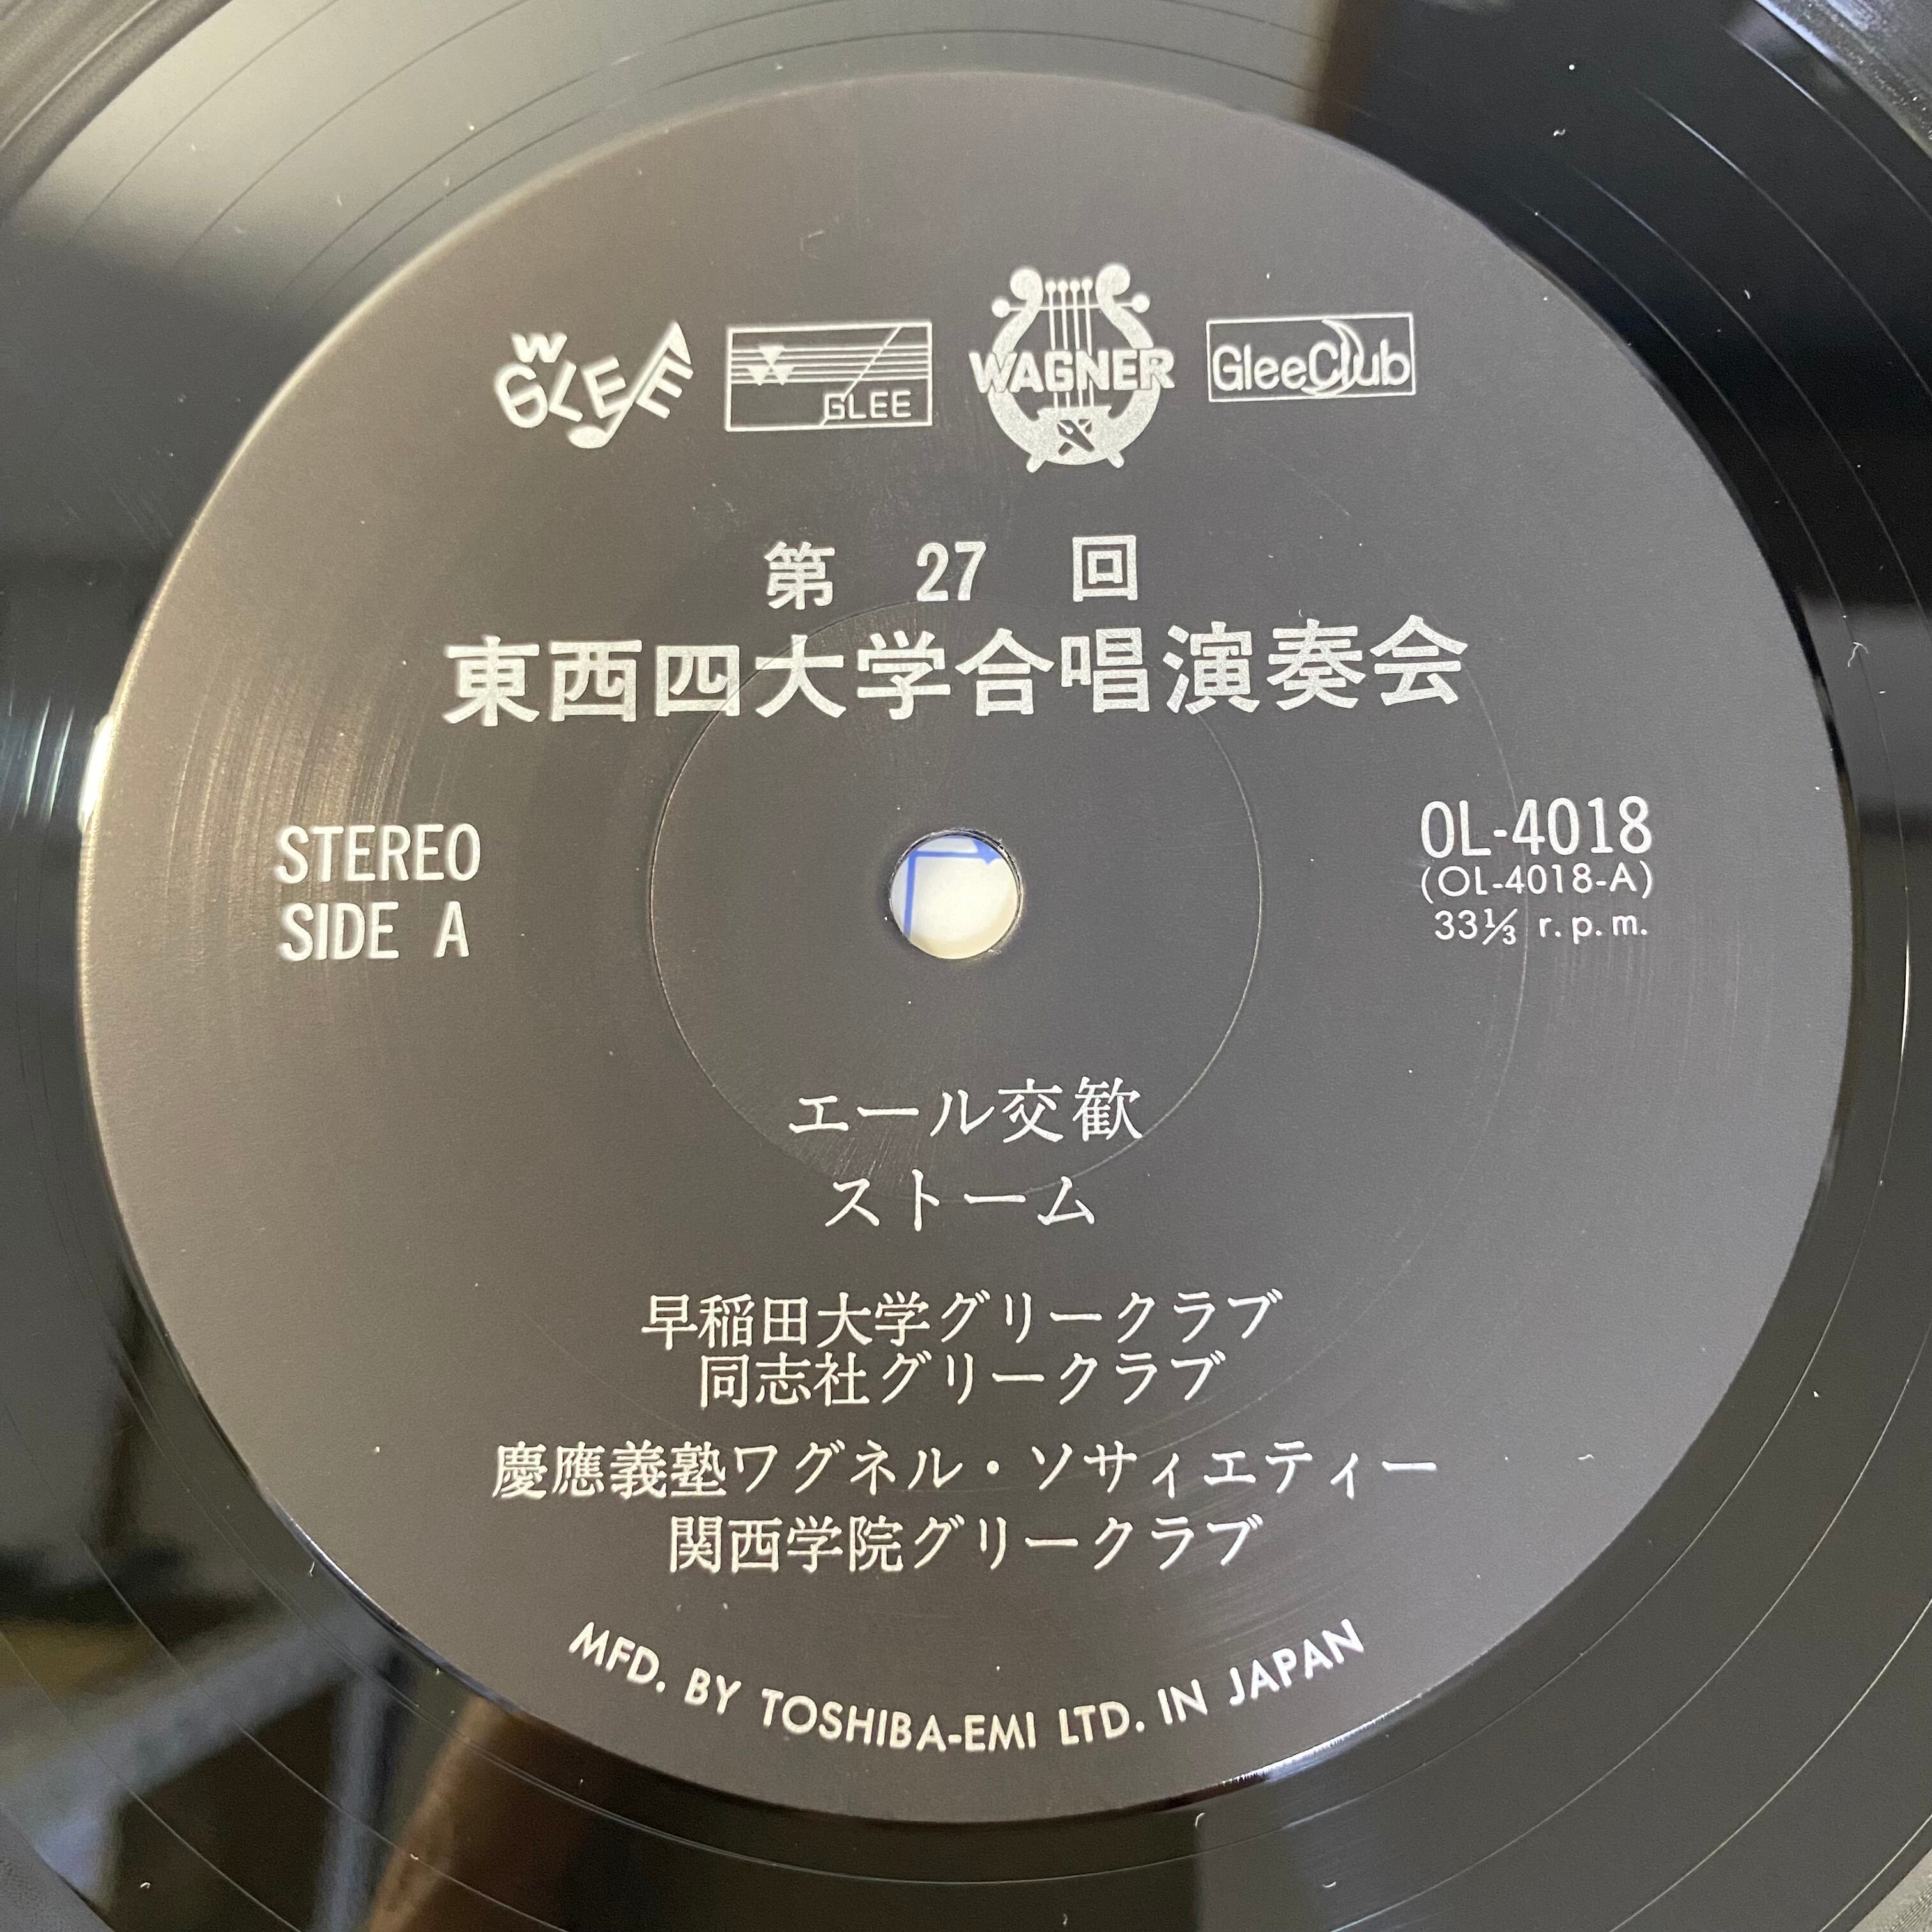 W GLEE
GLEE
WAGNER
GleeClub
第 27 回
東西四大学合唱演奏会
STEREO
SIDE A
OL-4018
(OL-4018-A)
33⅓ r.p.m.
エール交歓
ストーム
早稲田大学グリークラブ
同志社グリークラブ
慶應義塾ワグネル・ソサィエティー
関西学院グリークラブ
MFD. BY TOSHIBA-EMI LTD. IN JAPAN